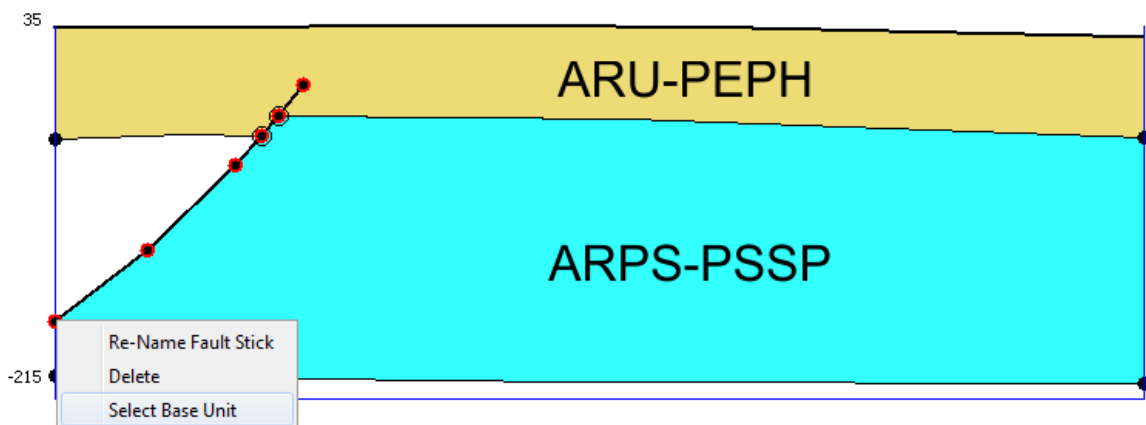 35
ARU-PEPH
ARPS-PSSP
Re-Name Fault Stick
-215
Delete
Select Base Unit